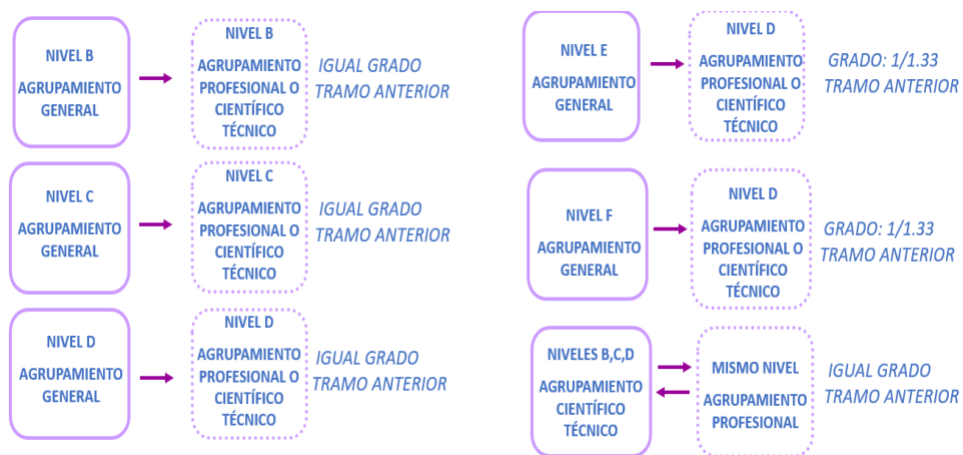 NIVEL B
AGRUPAMIENTO
GENERAL
NIVEL B
AGRUPAMIENTO
PROFESIONAL O
CIENTÍFICO
TÉCNICO
IGUAL GRADO
TRAMO ANTERIOR
NIVEL C
AGRUPAMIENTO
GENERAL
NIVEL C
AGRUPAMIENTO
PROFESIONAL O
CIENTÍFICO
TÉCNICO
IGUAL GRADO
TRAMO ANTERIOR
NIVEL D
AGRUPAMIENTO
GENERAL
NIVEL D
AGRUPAMIENTO
PROFESIONAL O
CIENTÍFICO
TÉCNICO
IGUAL GRADO
TRAMO ANTERIOR
NIVEL E
AGRUPAMIENTO
GENERAL
NIVEL D
AGRUPAMIENTO
PROFESIONAL O
CIENTÍFICO
TÉCNICO
GRADO: 1/1.33
TRAMO ANTERIOR
NIVEL F
AGRUPAMIENTO
GENERAL
NIVEL D
AGRUPAMIENTO
PROFESIONAL O
CIENTÍFICO
TÉCNICO
GRADO: 1/1.33
TRAMO ANTERIOR
NIVELES B,C,D
AGRUPAMIENTO
CIENTÍFICO
TÉCNICO
MISMO NIVEL
AGRUPAMIENTO
PROFESIONAL
IGUAL GRADO
TRAMO ANTERIOR